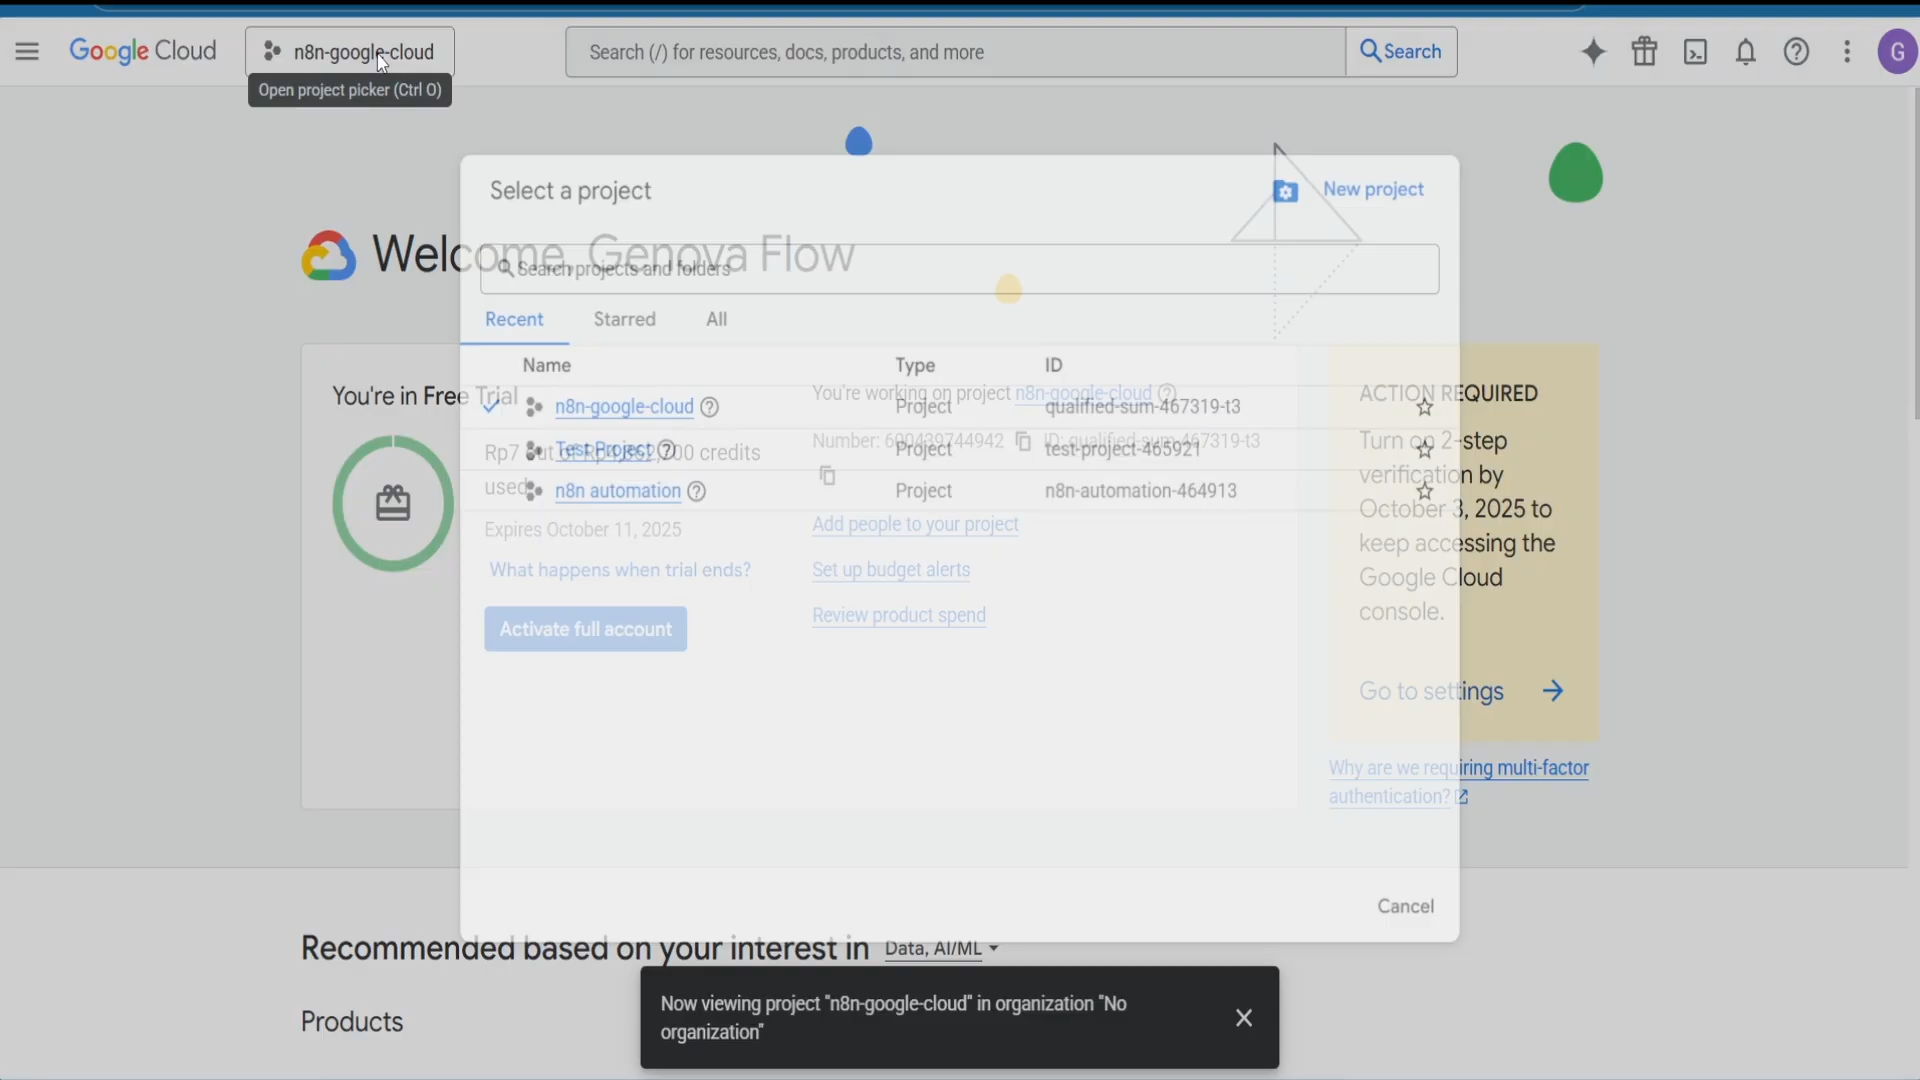 Google Cloud
n8n-google-cloud
Search (/) for resources, docs, products, and more
Search
G
Open project picker (Ctrl O)
Select a project
New project
Welcome, Genova Flow
Search projects and folders
Recent
Starred
All
Name
Type
ID
You're in Free Trial
You're working on project n8n-google-cloud
ACTION REQUIRED
n8n-google-cloud
Project
qualified-sum-467319-t3
Number: 600439744942
ID: qualified-sum-467319-t3
Turn on 2-step
verification by
October 3, 2025 to
keep accessing the
Google Cloud
console.
Test Project
Project
test-project-465921
credits
used
n8n automation
Project
n8n-automation-464913
Expires October 11, 2025
Add people to your project
What happens when trial ends?
Set up budget alerts
Activate full account
Review product spend
Go to settings
Why are we requiring multi-factor
authentication?
Cancel
Recommended based on your interest in
Data, AI/ML
Products
Now viewing project "n8n-google-cloud" in organization "No
organization"